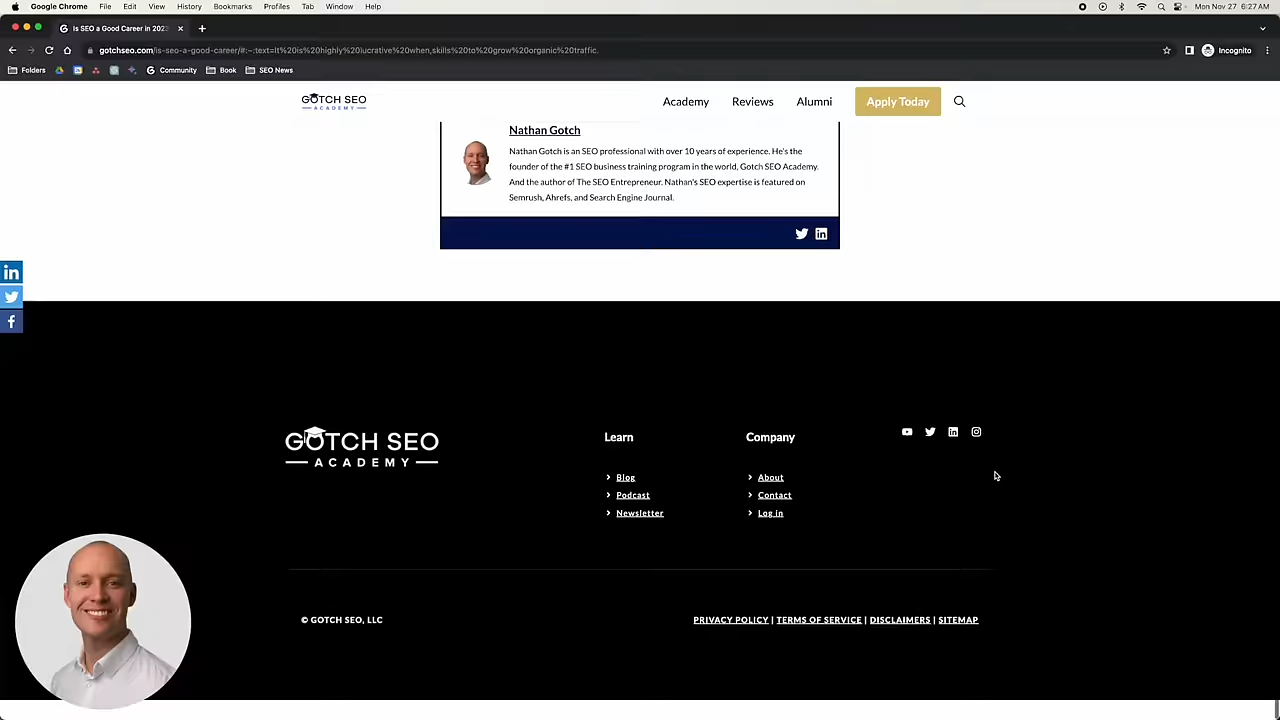 Google Chrome File Edit View History Bookmarks Profiles Tab Window Help Mon Nov 27 6:27 AM
Is SEO a Good Career in 2023
gotchseo.com/is-seo-a-good-career/#:~:text=It%20is%20highly%20lucrative%20when,skills%20to%20grow%20organic%20traffic. Incognito
Folders Community Book SEO News
GOTCH SEO
ACADEMY
Academy Reviews Alumni Apply Today
Nathan Gotch
Nathan Gotch is an SEO professional with over 10 years of experience. He's the
founder of the #1 SEO business training program in the world, Gotch SEO Academy.
And the author of The SEO Entrepreneur. Nathan's SEO expertise is featured on
Semrush, Ahrefs, and Search Engine Journal.
GOTCH SEO
ACADEMY
Learn
Blog
Podcast
Newsletter
Company
About
Contact
Log in
© GOTCH SEO, LLC
PRIVACY POLICY | TERMS OF SERVICE | DISCLAIMERS | SITEMAP